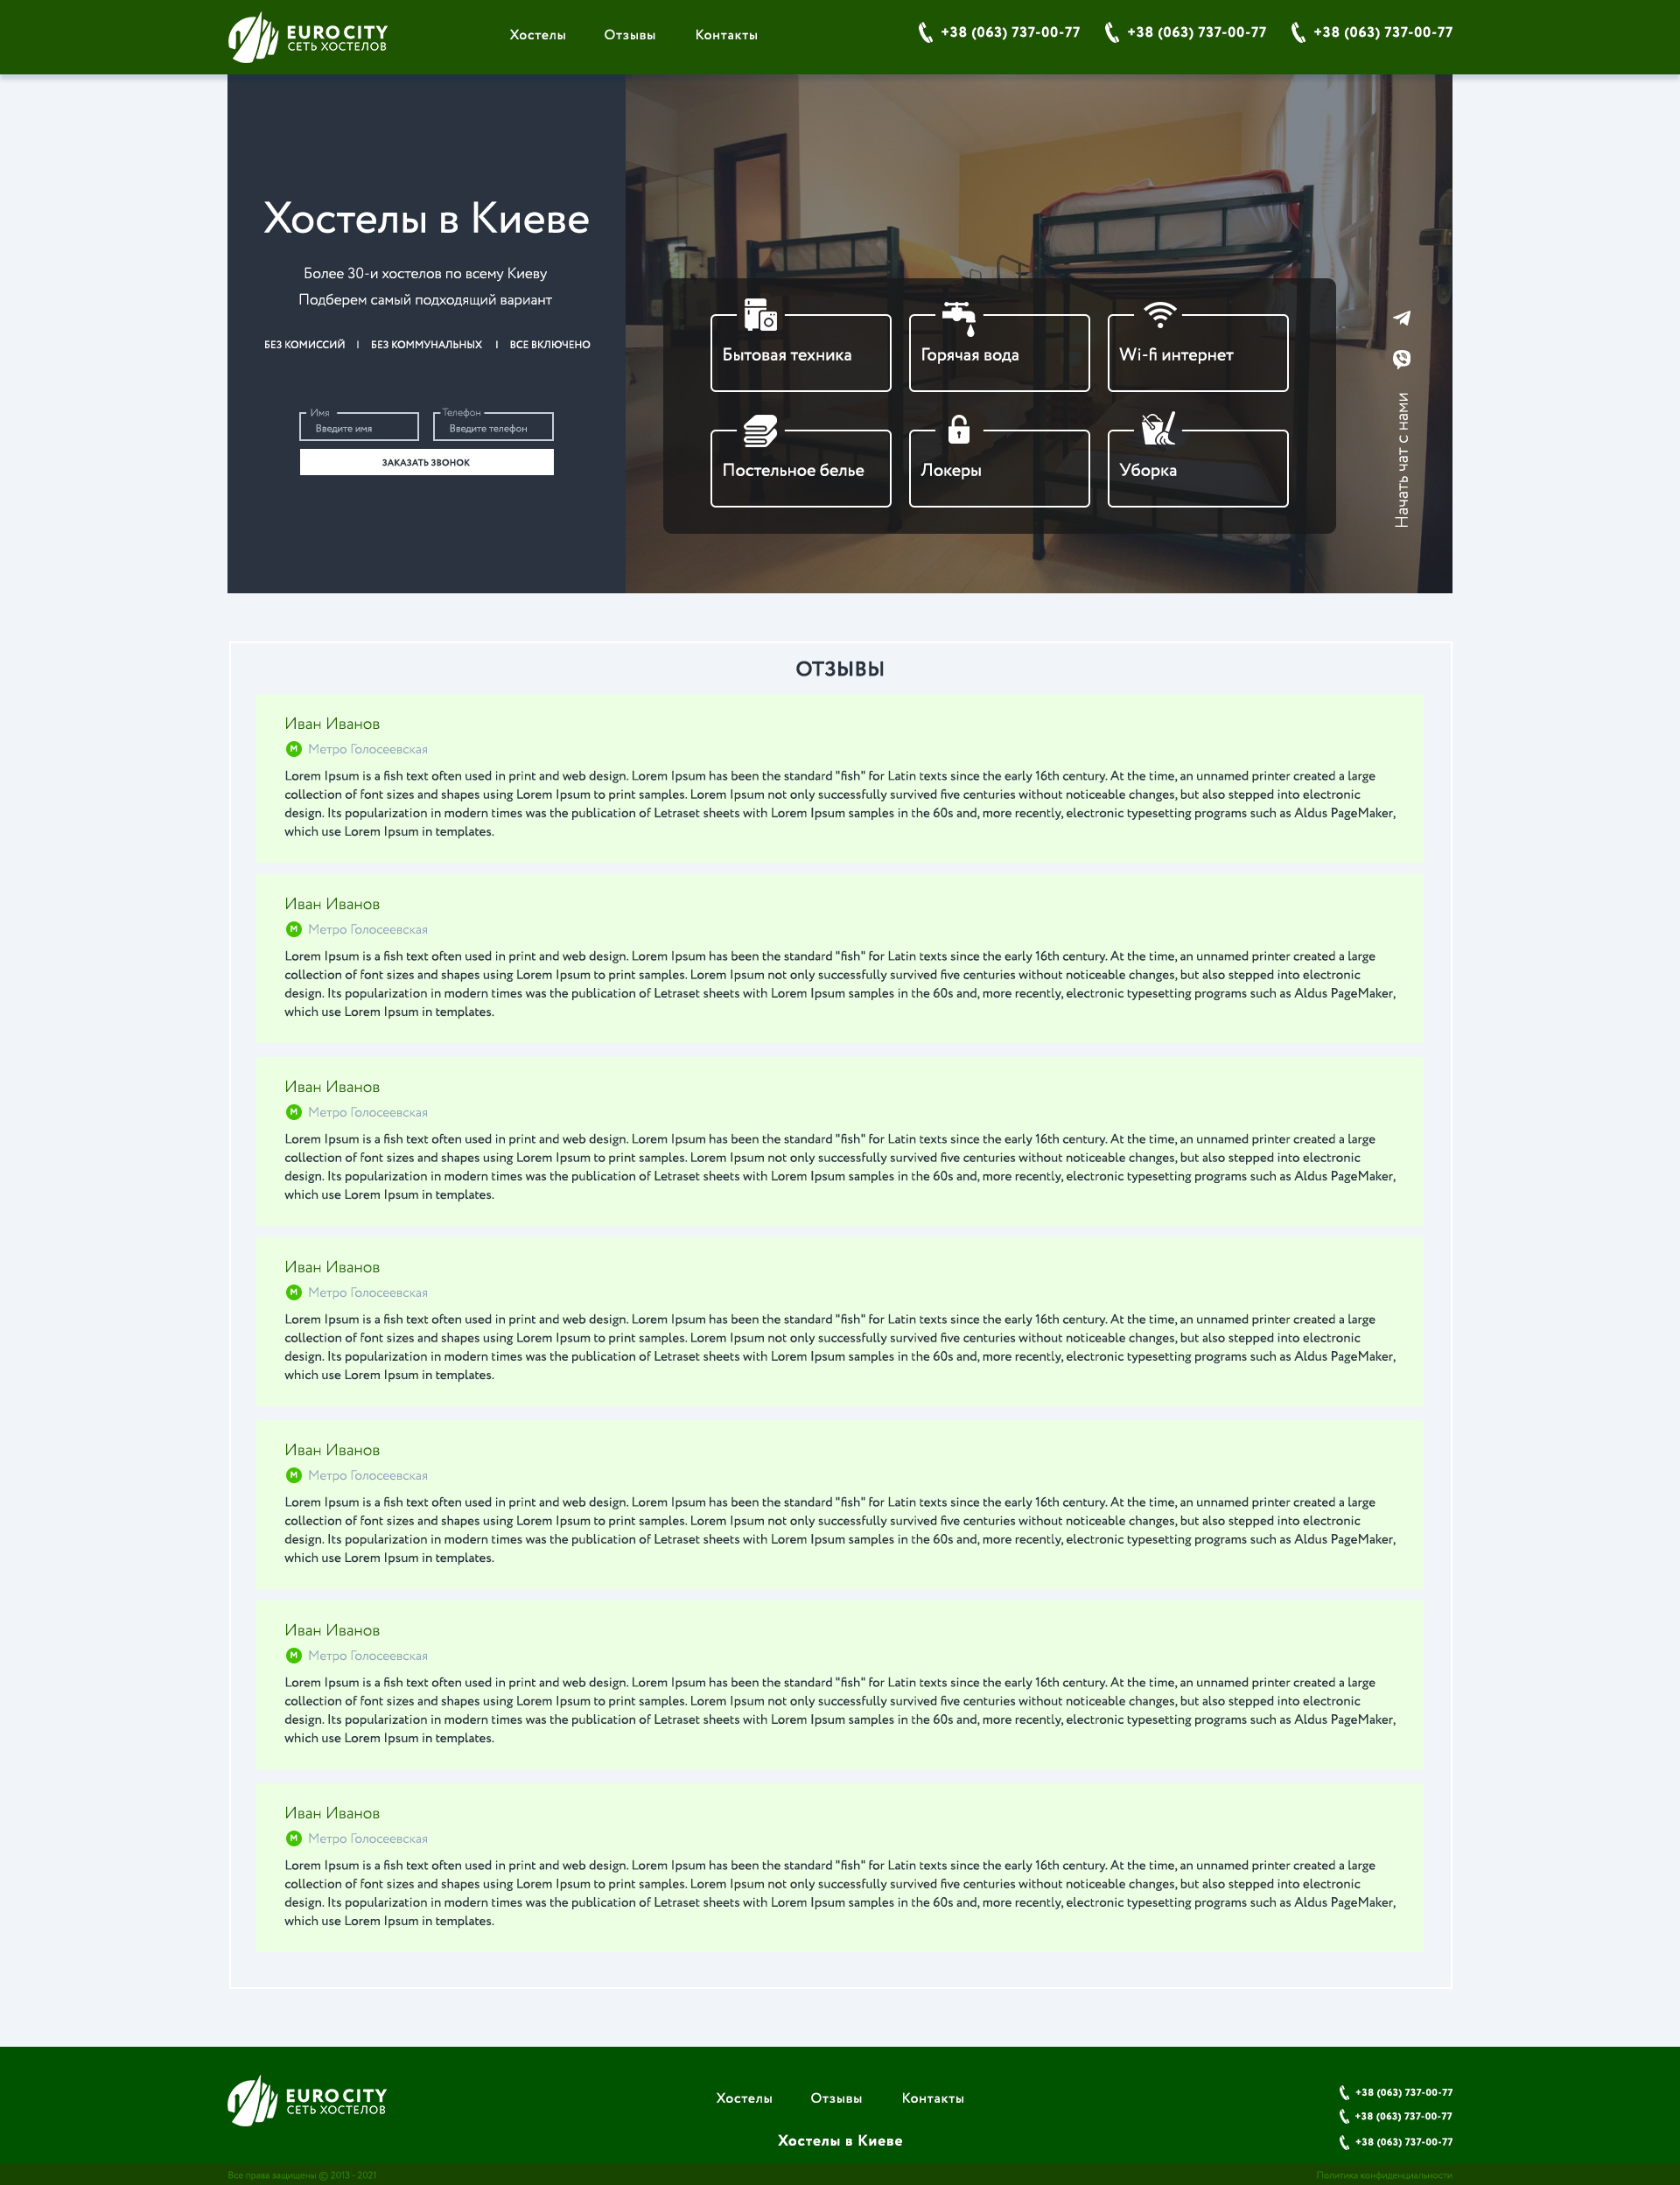 EUROCITY
СЕТЬ ХОСТЕЛОВ
Хостелы Отзывы Контакты
+38 (063) 737-00-77 +38 (063) 737-00-77 +38 (063) 737-00-77
Хостелы в Киеве
Более 30-и хостелов по всему Киеву
Подберем самый подходящий вариант
БЕЗ КОМИССИЙ | БЕЗ КОММУНАЛЬНЫХ | ВСЕ ВКЛЮЧЕНО
Имя Телефон
Введите имя Введите телефон
ЗАКАЗАТЬ ЗВОНОК
Бытовая техника Горячая вода Wi-fi интернет
Постельное белье Локеры Уборка
Начать чат с нами
ОТЗЫВЫ
Иван Иванов
М Метро Голосеевская
Lorem Ipsum is a fish text often used in print and web design. Lorem Ipsum has been the standard "fish" for Latin texts since the early 16th century. At the time, an unnamed printer created a large
collection of font sizes and shapes using Lorem Ipsum to print samples. Lorem Ipsum not only successfully survived five centuries without noticeable changes, but also stepped into electronic
design. Its popularization in modern times was the publication of Letraset sheets with Lorem Ipsum samples in the 60s and, more recently, electronic typesetting programs such as Aldus PageMaker,
which use Lorem Ipsum in templates.
Иван Иванов
М Метро Голосеевская
Lorem Ipsum is a fish text often used in print and web design. Lorem Ipsum has been the standard "fish" for Latin texts since the early 16th century. At the time, an unnamed printer created a large
collection of font sizes and shapes using Lorem Ipsum to print samples. Lorem Ipsum not only successfully survived five centuries without noticeable changes, but also stepped into electronic
design. Its popularization in modern times was the publication of Letraset sheets with Lorem Ipsum samples in the 60s and, more recently, electronic typesetting programs such as Aldus PageMaker,
which use Lorem Ipsum in templates.
Иван Иванов
М Метро Голосеевская
Lorem Ipsum is a fish text often used in print and web design. Lorem Ipsum has been the standard "fish" for Latin texts since the early 16th century. At the time, an unnamed printer created a large
collection of font sizes and shapes using Lorem Ipsum to print samples. Lorem Ipsum not only successfully survived five centuries without noticeable changes, but also stepped into electronic
design. Its popularization in modern times was the publication of Letraset sheets with Lorem Ipsum samples in the 60s and, more recently, electronic typesetting programs such as Aldus PageMaker,
which use Lorem Ipsum in templates.
Иван Иванов
М Метро Голосеевская
Lorem Ipsum is a fish text often used in print and web design. Lorem Ipsum has been the standard "fish" for Latin texts since the early 16th century. At the time, an unnamed printer created a large
collection of font sizes and shapes using Lorem Ipsum to print samples. Lorem Ipsum not only successfully survived five centuries without noticeable changes, but also stepped into electronic
design. Its popularization in modern times was the publication of Letraset sheets with Lorem Ipsum samples in the 60s and, more recently, electronic typesetting programs such as Aldus PageMaker,
which use Lorem Ipsum in templates.
Иван Иванов
М Метро Голосеевская
Lorem Ipsum is a fish text often used in print and web design. Lorem Ipsum has been the standard "fish" for Latin texts since the early 16th century. At the time, an unnamed printer created a large
collection of font sizes and shapes using Lorem Ipsum to print samples. Lorem Ipsum not only successfully survived five centuries without noticeable changes, but also stepped into electronic
design. Its popularization in modern times was the publication of Letraset sheets with Lorem Ipsum samples in the 60s and, more recently, electronic typesetting programs such as Aldus PageMaker,
which use Lorem Ipsum in templates.
Иван Иванов
М Метро Голосеевская
Lorem Ipsum is a fish text often used in print and web design. Lorem Ipsum has been the standard "fish" for Latin texts since the early 16th century. At the time, an unnamed printer created a large
collection of font sizes and shapes using Lorem Ipsum to print samples. Lorem Ipsum not only successfully survived five centuries without noticeable changes, but also stepped into electronic
design. Its popularization in modern times was the publication of Letraset sheets with Lorem Ipsum samples in the 60s and, more recently, electronic typesetting programs such as Aldus PageMaker,
which use Lorem Ipsum in templates.
Иван Иванов
М Метро Голосеевская
Lorem Ipsum is a fish text often used in print and web design. Lorem Ipsum has been the standard "fish" for Latin texts since the early 16th century. At the time, an unnamed printer created a large
collection of font sizes and shapes using Lorem Ipsum to print samples. Lorem Ipsum not only successfully survived five centuries without noticeable changes, but also stepped into electronic
design. Its popularization in modern times was the publication of Letraset sheets with Lorem Ipsum samples in the 60s and, more recently, electronic typesetting programs such as Aldus PageMaker,
which use Lorem Ipsum in templates.
EUROCITY
СЕТЬ ХОСТЕЛОВ
Хостелы Отзывы Контакты
Хостелы в Киеве
+38 (063) 737-00-77
+38 (063) 737-00-77
+38 (063) 737-00-77
Все права защищены © 2013 - 2021
Политика конфиденциальности